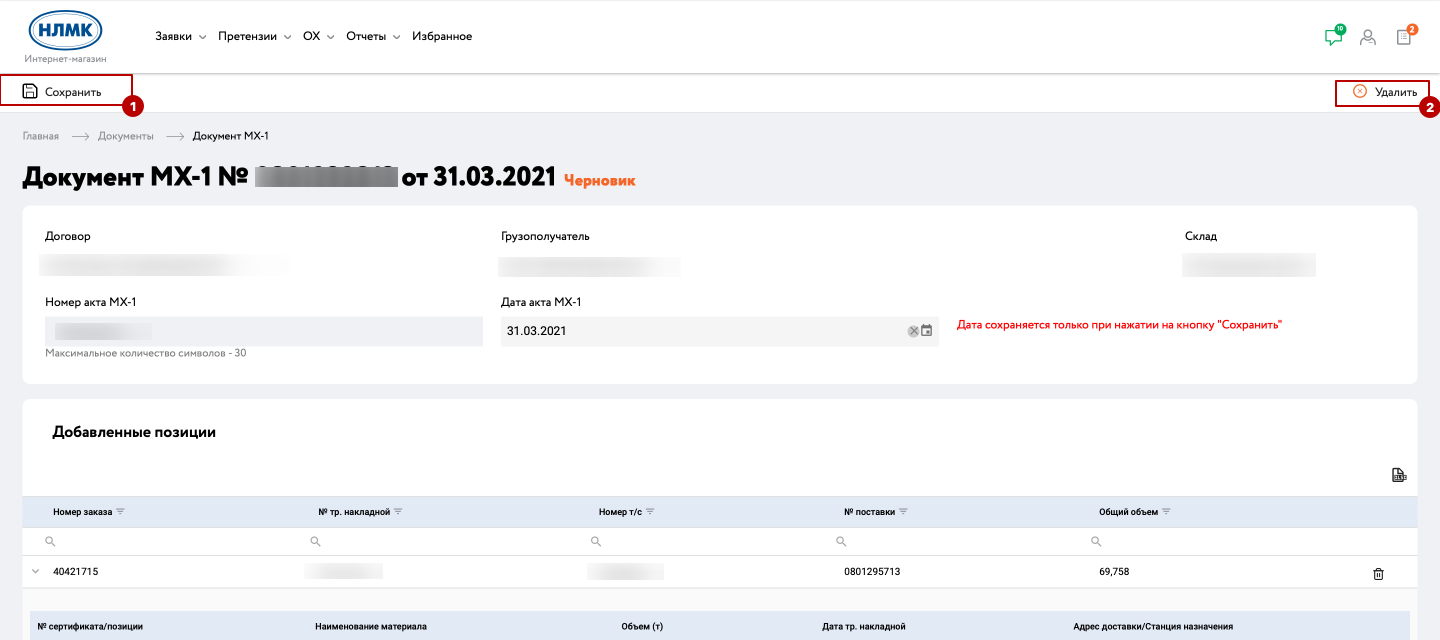 НЛМК
Интернет-магазин
Заявки Претензии ОХ Отчеты Избранное
10
2
Сохранить
1
Удалить
2
Главная Документы Документ МХ-1
Документ МХ-1 № от 31.03.2021 Черновик
Договор Грузополучатель Склад
Номер акта МХ-1 Дата акта МХ-1
31.03.2021
Дата сохраняется только при нажатии на кнопку "Сохранить"
Максимальное количество символов - 30
Добавленные позиции
Номер заказа № тр. накладной Номер т/с № поставки Общий объем
40421715 0801295713 69,758
№ сертификата/позиции Наименование материала Объем (т) Дата тр. накладной Адрес доставки/Станция назначения